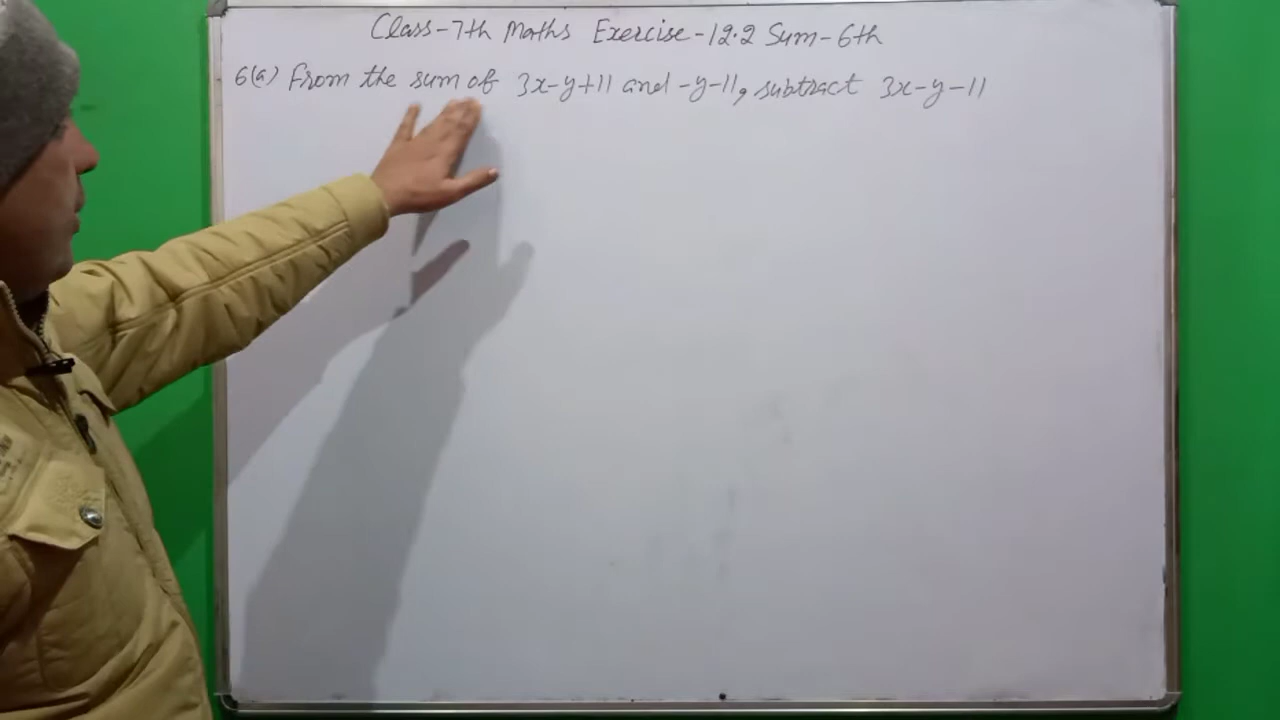 Class-7th Maths Exercise-12.2 Sum-6th
6(a) From the sum of 3x-y+11 and -y-11, subtract 3x-y-11